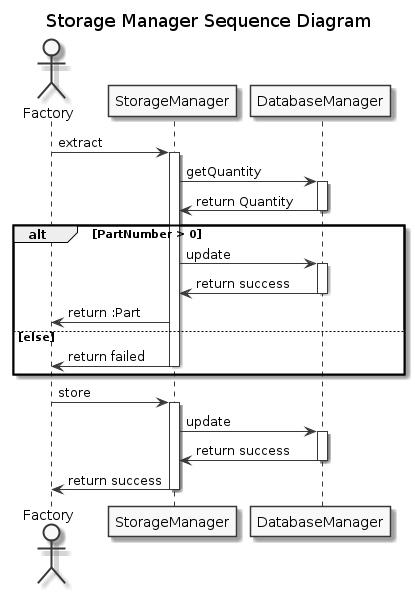 Storage Manager Sequence Diagram
Factory
StorageManager
DatabaseManager
extract
getQuantity
return Quantity
alt
[PartNumber > 0]
update
return success
return :Part
[else]
return failed
store
update
return success
return success
Factory
StorageManager
DatabaseManager